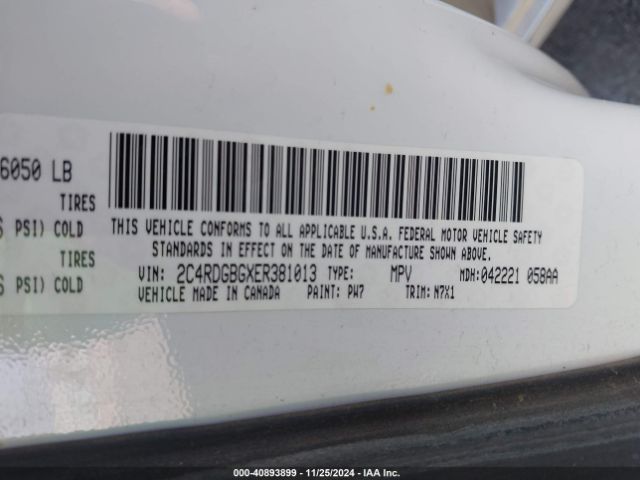 6050 LB
TIRES
PSI) COLD
TIRES
PSI) COLD
THIS VEHICLE CONFORMS TO ALL APPLICABLE U.S.A. FEDERAL MOTOR VEHICLE SAFETY
STANDARDS IN EFFECT ON THE DATE OF MANUFACTURE SHOWN ABOVE.
VIN: 2C4RDGBGXER381013 TYPE: MPV MDH: 042221 058AA
VEHICLE MADE IN CANADA PAINT: PW7 TRIM: N7X1
000-40893899 - 11/25/2024 - IAA Inc.